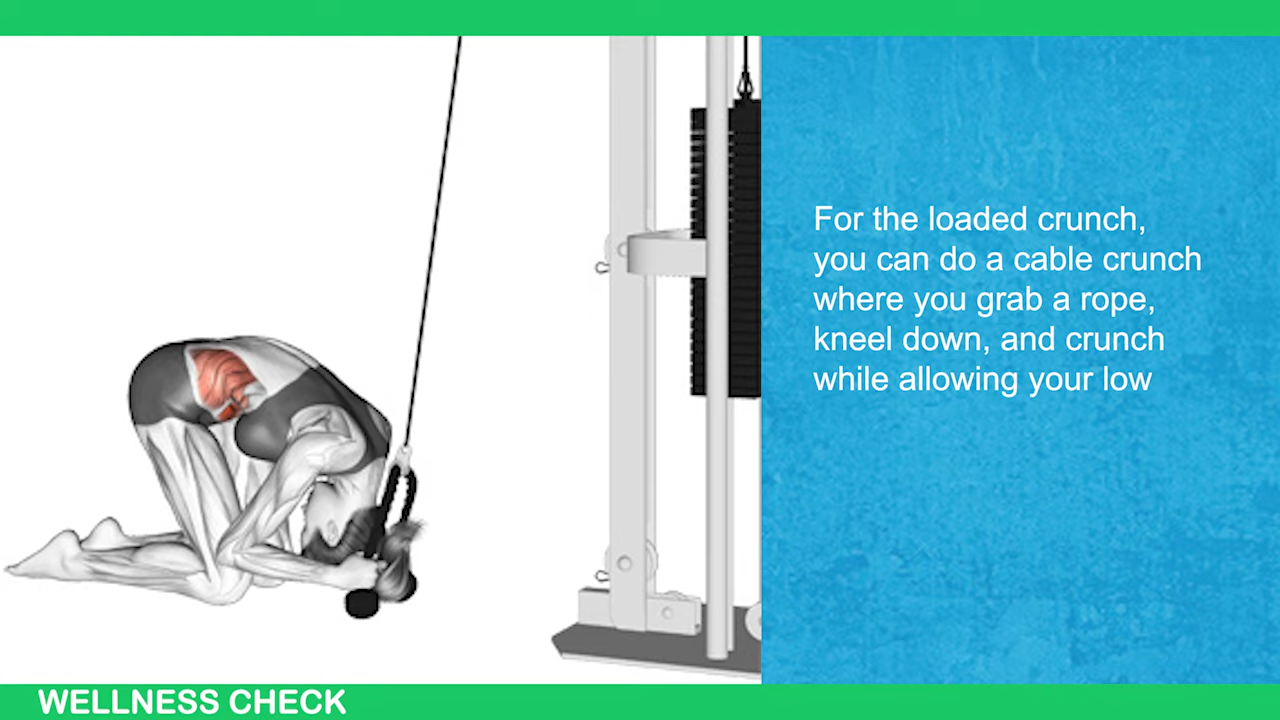 For the loaded crunch,
you can do a cable crunch
where you grab a rope,
kneel down, and crunch
while allowing your low
WELLNESS CHECK